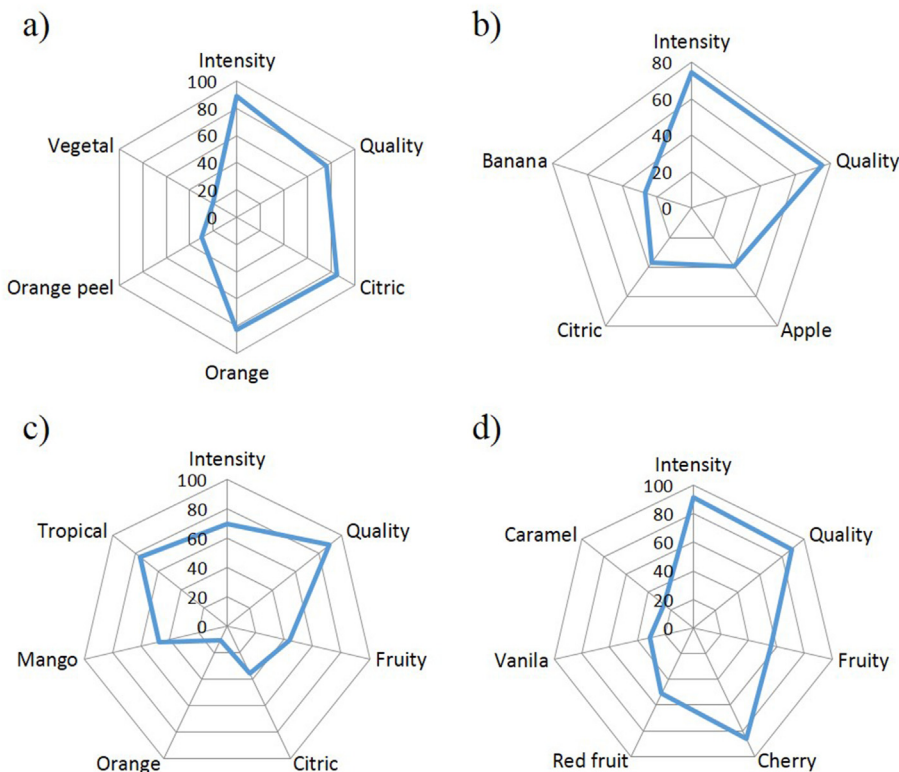 a)
Intensity
100
80
60
40
20
0
Vegetal
Quality
Orange peel
Citric
Orange
b)
Intensity
80
60
40
20
0
Banana
Quality
Citric
Apple
c)
Intensity
100
80
60
40
20
0
Tropical
Quality
Mango
Fruity
Orange
Citric
d)
Intensity
100
80
60
40
20
0
Caramel
Quality
Vanila
Fruity
Red fruit
Cherry